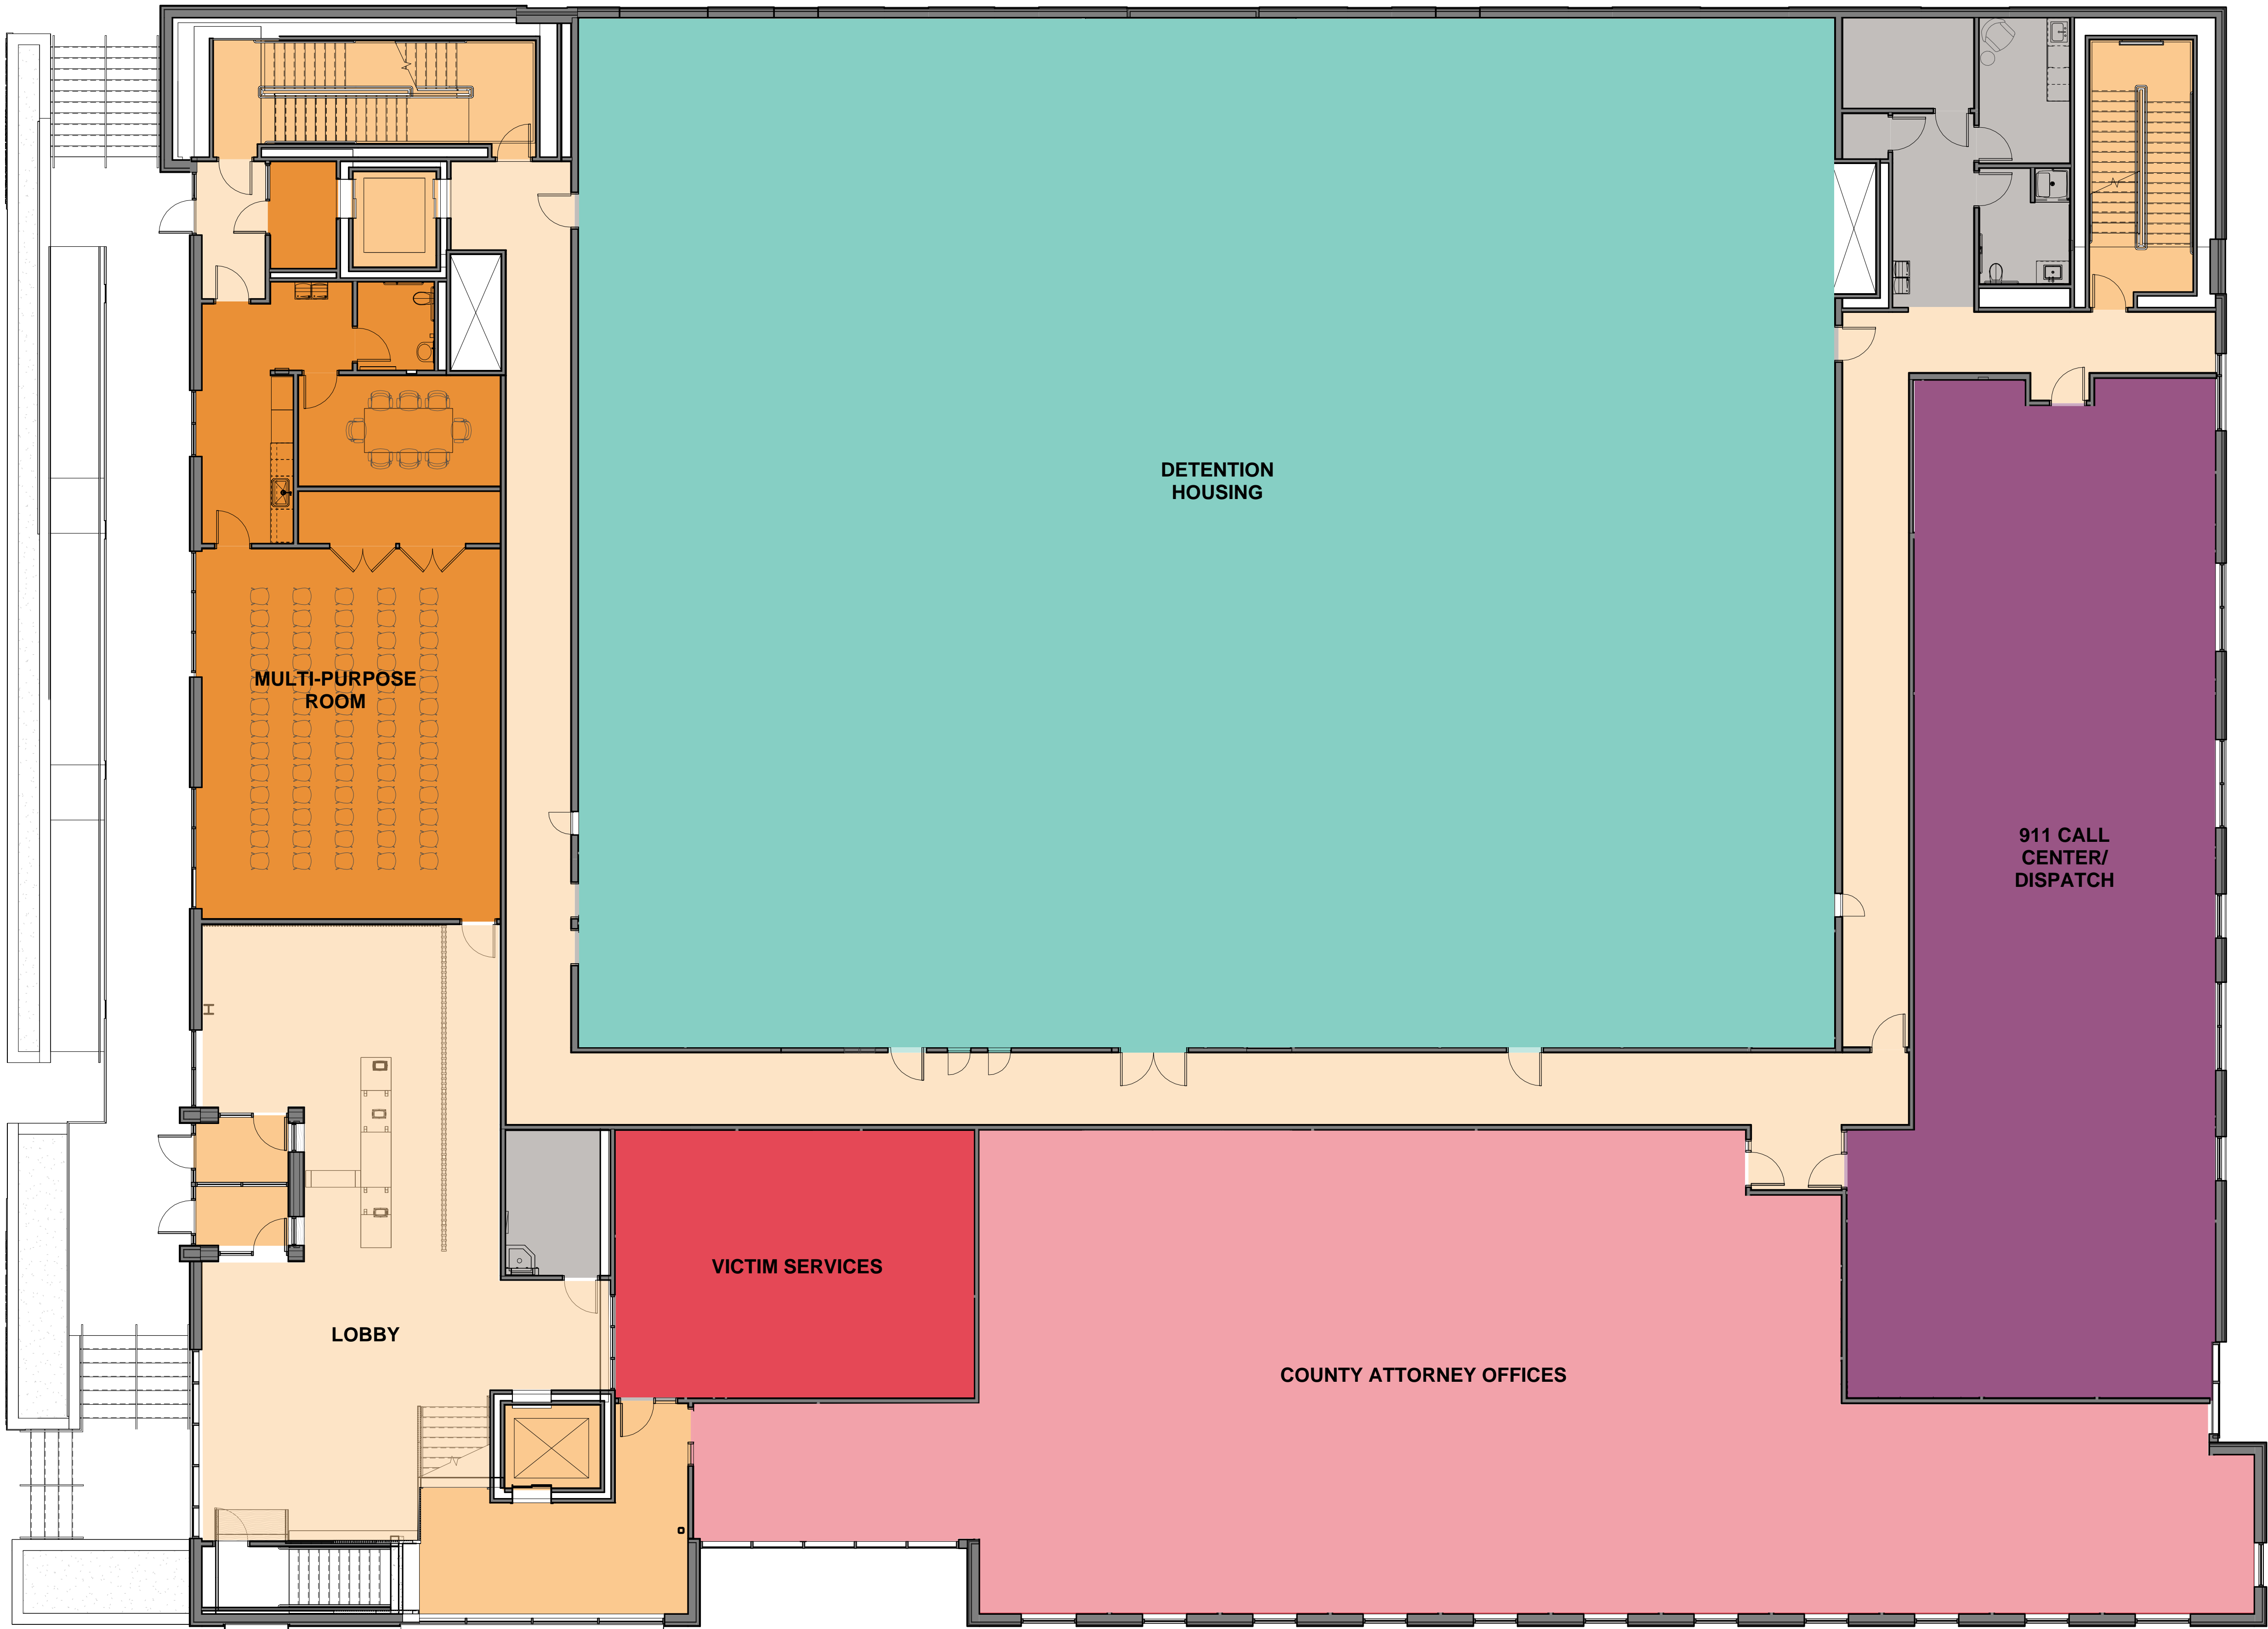 DETENTION
HOUSING
MULTI-PURPOSE
ROOM
911 CALL
CENTER/
DISPATCH
VICTIM SERVICES
LOBBY
COUNTY ATTORNEY OFFICES